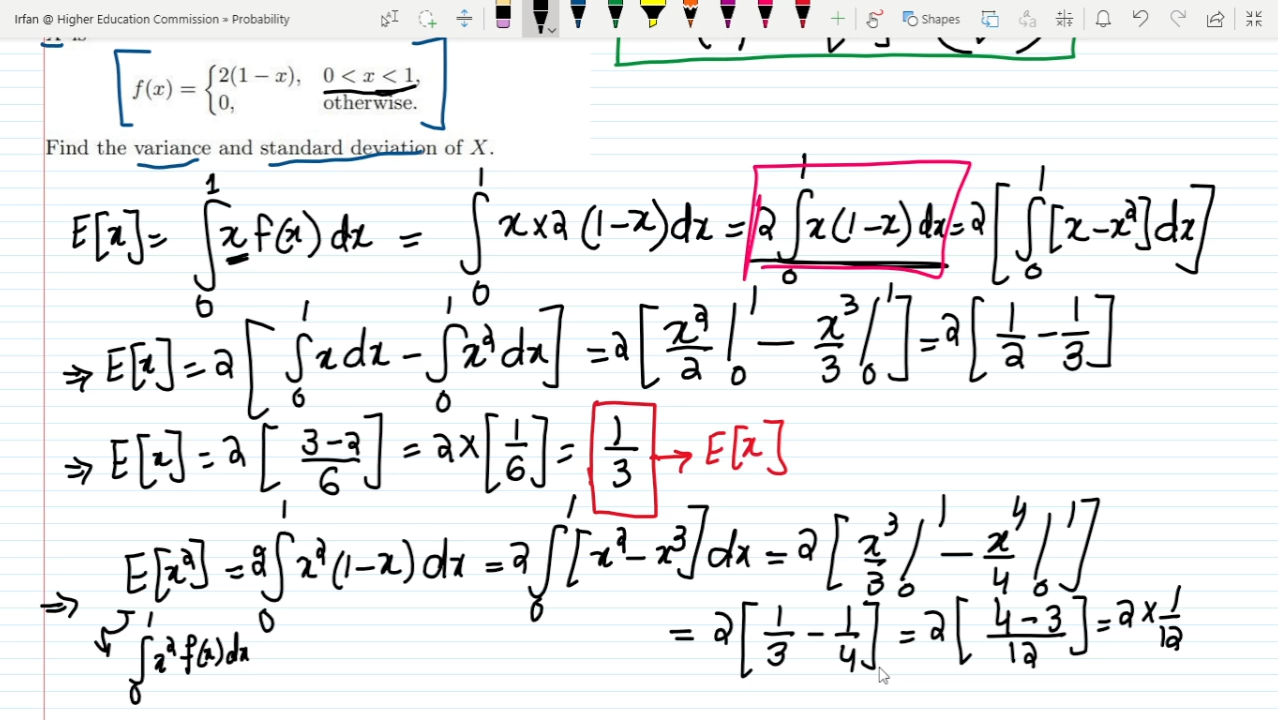 Irfan @ Higher Education Commission » Probability
Shapes
f(x) = { 2(1 − x), 0 < x < 1,
0, otherwise.
Find the variance and standard deviation of X.
E[x] = ∫₀¹ x f(x) dx = ∫₀¹ x × 2 (1−x) dx = 2 ∫₀¹ x(1−x) dx = 2 [ ∫₀¹ [x − x²] dx ]
⇒ E[x] = 2 [ ∫₀¹ x dx − ∫₀¹ x² dx ] = 2 [ x²/2 |₀¹ − x³/3 |₀¹ ] = 2 [ 1/2 − 1/3 ]
⇒ E[x] = 2 [ (3−2)/6 ] = 2 × [ 1/6 ] = 1/3 → E[x]
⇒ E[x²] = 2 ∫₀¹ x² (1−x) dx = 2 ∫₀¹ [x² − x³] dx = 2 [ x³/3 |₀¹ − x⁴/4 |₀¹ ]
∫₀¹ x² f(x) dx
= 2 [ 1/3 − 1/4 ] = 2 [ (4−3)/12 ] = 2 × 1/12